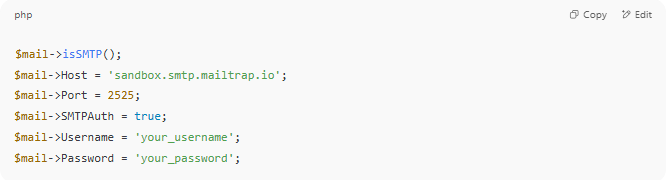 php Copy Edit
$mail->isSMTP();
$mail->Host = 'sandbox.smtp.mailtrap.io';
$mail->Port = 2525;
$mail->SMTPAuth = true;
$mail->Username = 'your_username';
$mail->Password = 'your_password';